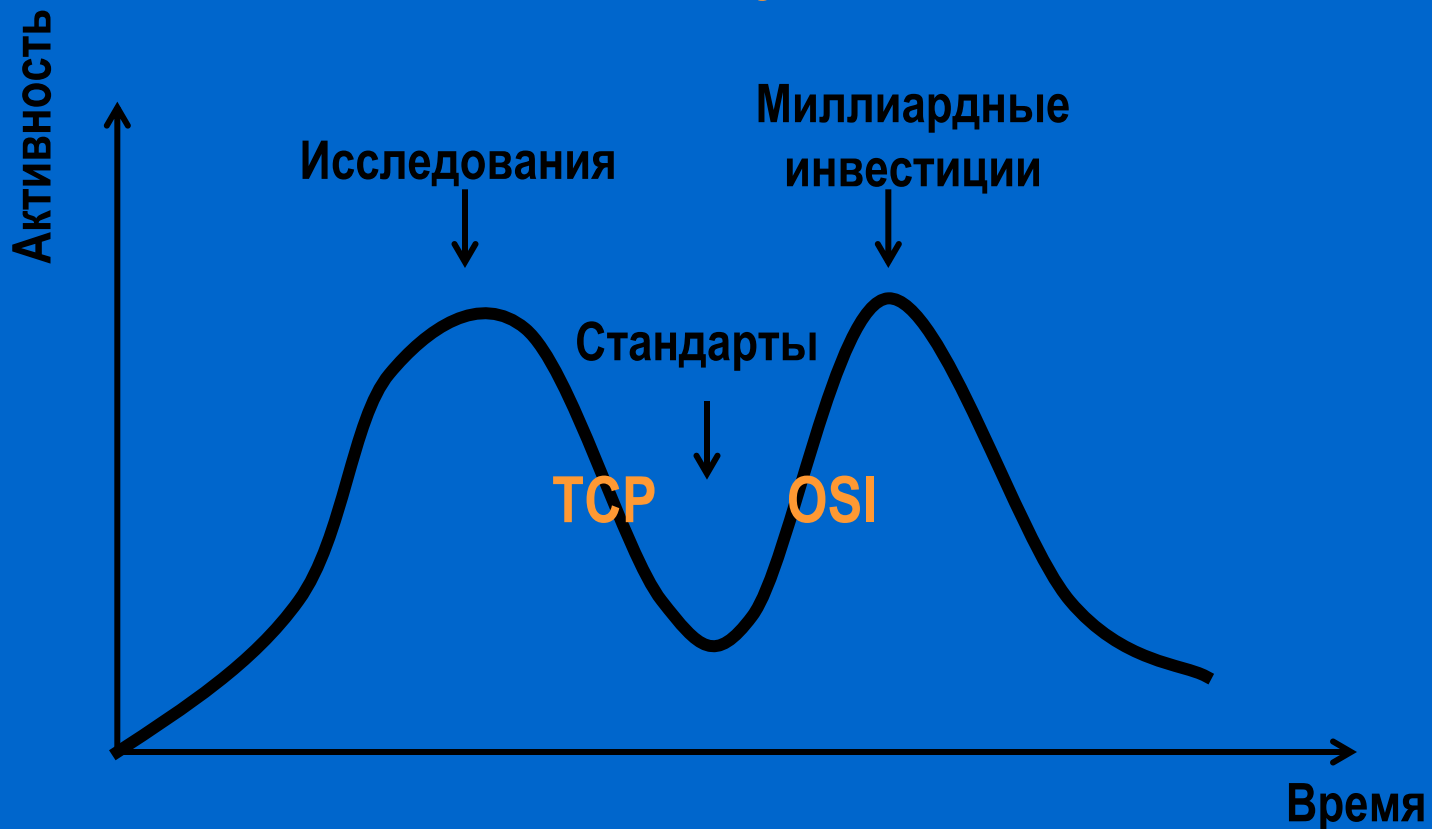 Активность
Миллиардные
инвестиции
Исследования
Стандарты
TCP
OSI
Время